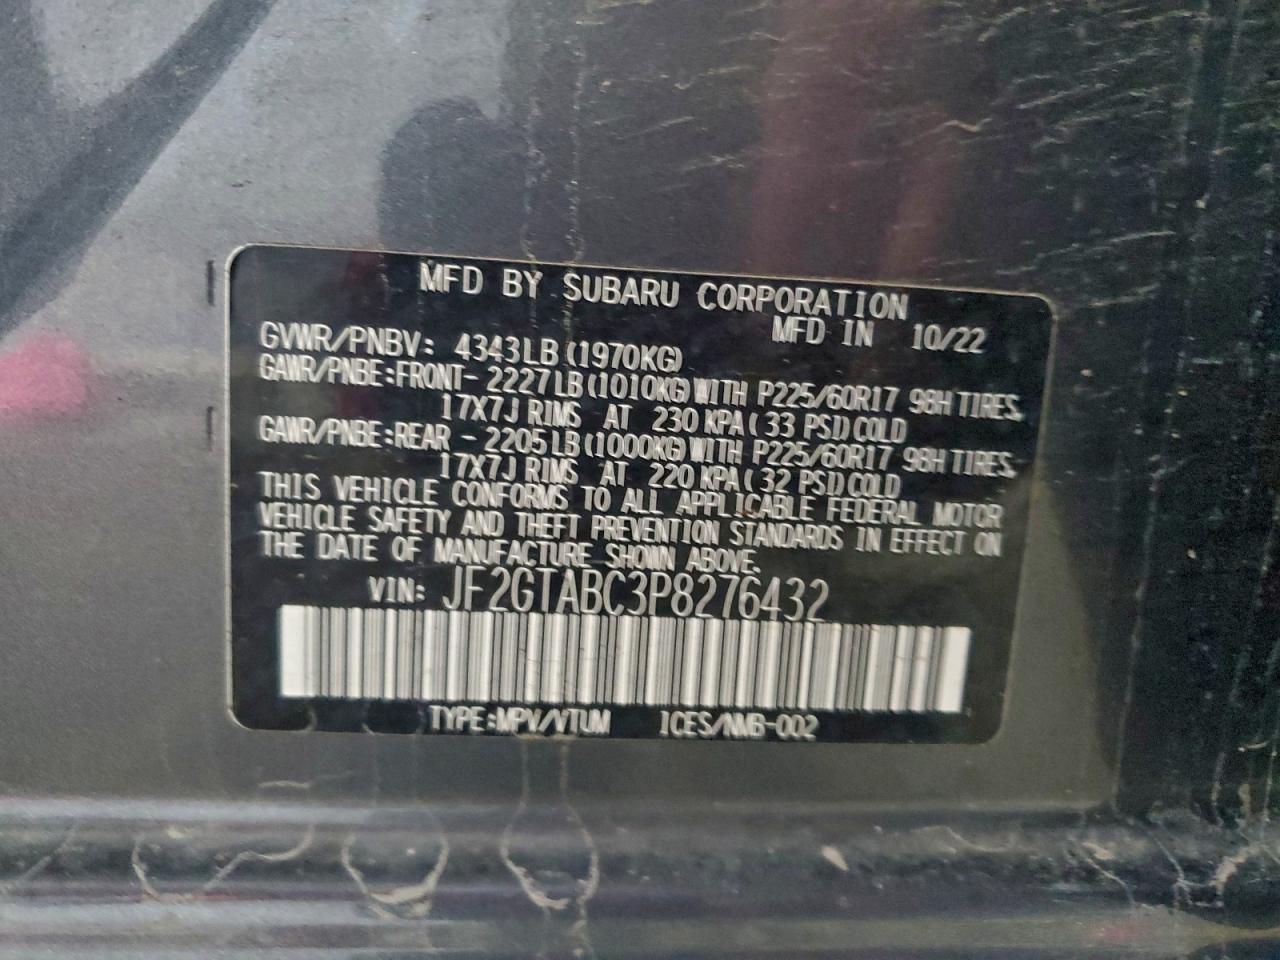 MFD BY SUBARU CORPORATION
MFD IN 10/22
GVWR/PNBV: 4343LB(1970KG)
GAWR/PNBE:FRONT- 2227LB(1010KG)WITH P225/60R17 98H TIRES,
17X7J RIMS AT 230 KPA( 33 PSI)COLD
GAWR/PNBE:REAR - 2205LB(1000KG)WITH P225/60R17 98H TIRES,
17X7J RIMS AT 220 KPA( 32 PSI)COLD
THIS VEHICLE CONFORMS TO ALL APPLICABLE FEDERAL MOTOR
VEHICLE SAFETY AND THEFT PREVENTION STANDARDS IN EFFECT ON
THE DATE OF MANUFACTURE SHOWN ABOVE.
VIN: JF2GTABC3P8276432
TYPE:MPV/VTUM ICES/NMB-002